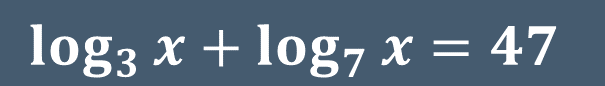 log₃ x + log₇ x = 47